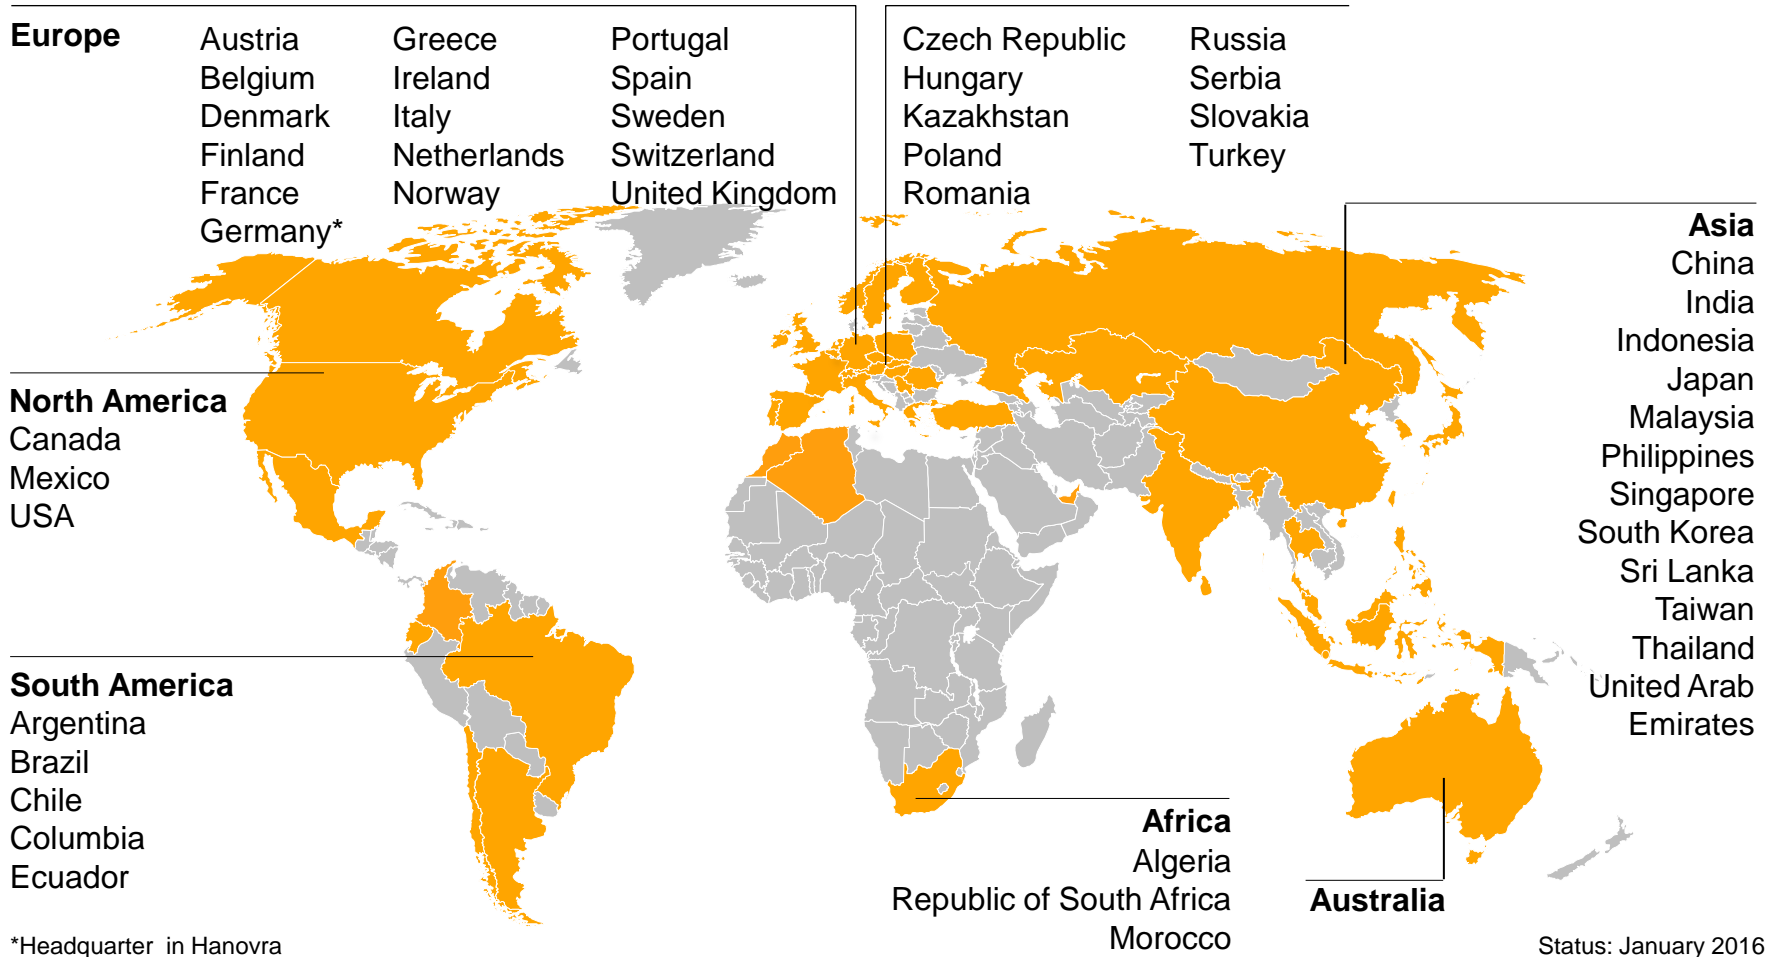 Europe
Austria
Belgium
Denmark
Finland
France
Germany*
Greece
Ireland
Italy
Netherlands
Norway
Portugal
Spain
Sweden
Switzerland
United Kingdom
Czech Republic
Hungary
Kazakhstan
Poland
Romania
Russia
Serbia
Slovakia
Turkey
Asia
China
India
Indonesia
Japan
Malaysia
Philippines
Singapore
South Korea
Sri Lanka
Taiwan
Thailand
United Arab
Emirates
North America
Canada
Mexico
USA
South America
Argentina
Brazil
Chile
Columbia
Ecuador
Africa
Algeria
Republic of South Africa
Morocco
Australia
*Headquarter in Hanovra
Status: January 2016